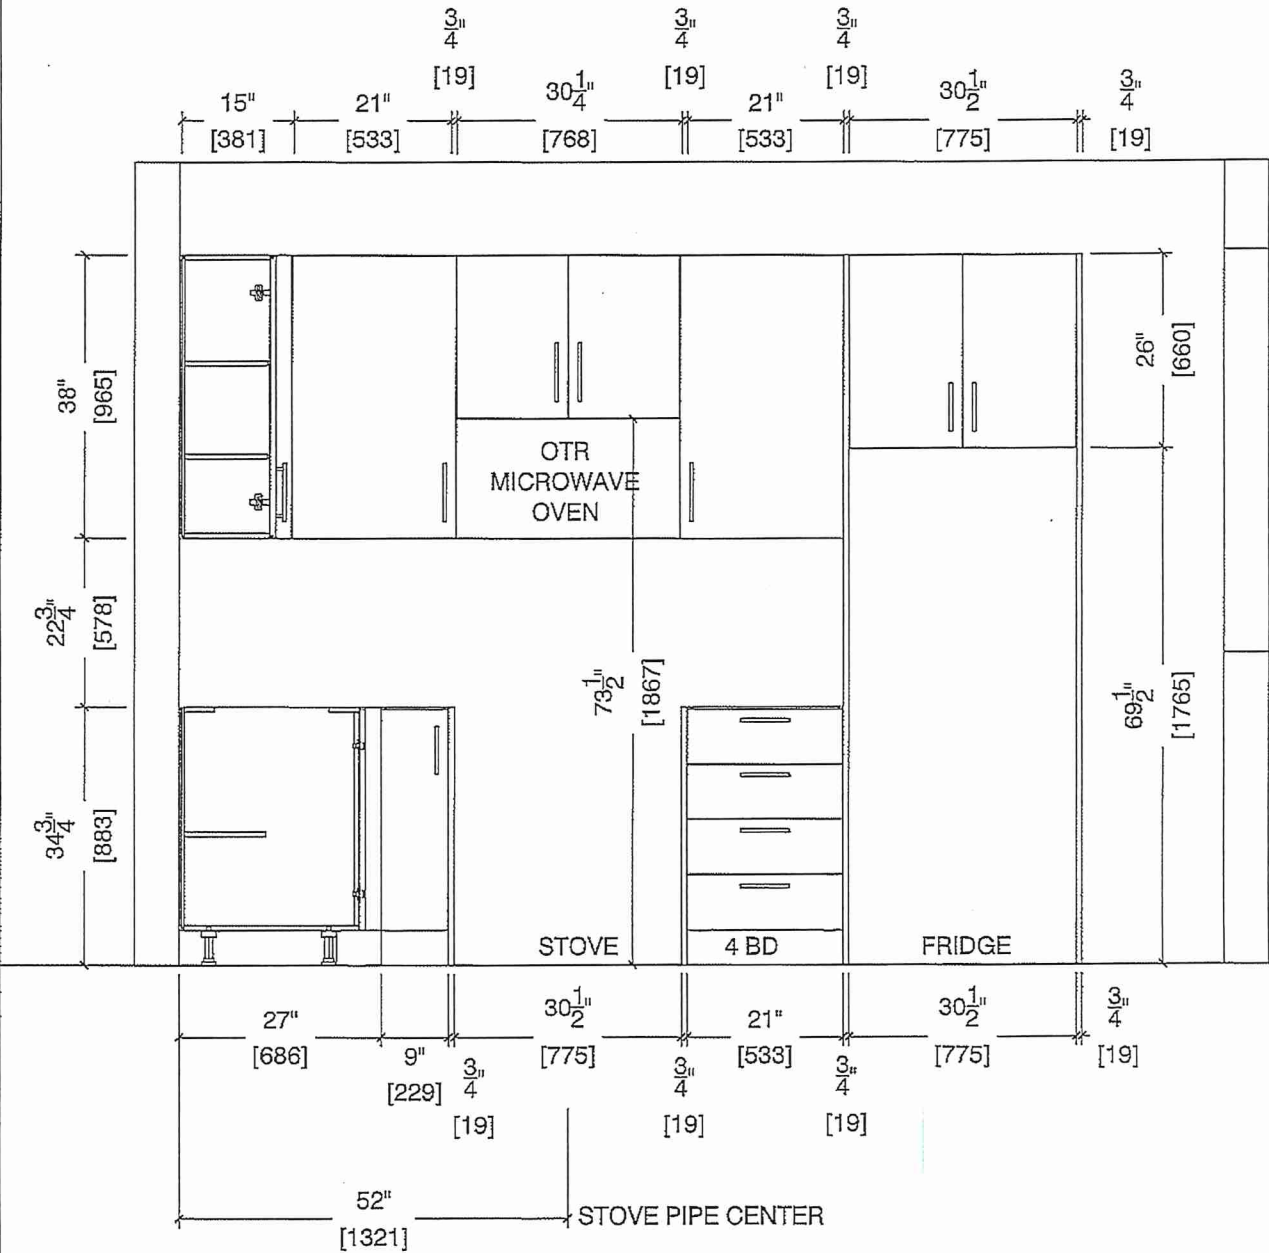 3/4" 3/4" 3/4"
[19] [19] [19]
15" 21" 30 1/4" 21" 30 1/2" 3/4"
[381] [533] [768] [533] [775] [19]
38"
[965]
26"
[660]
OTR
MICROWAVE
OVEN
22 3/4"
[578]
73 1/2"
[1867]
69 1/2"
[1765]
34 3/4"
[883]
STOVE 4 BD FRIDGE
27" 30 1/2" 21" 30 1/2" 3/4"
[686] 9" [775] [533] [775] [19]
[229] 3/4" 3/4" 3/4"
[19] [19] [19]
52"
[1321]
STOVE PIPE CENTER